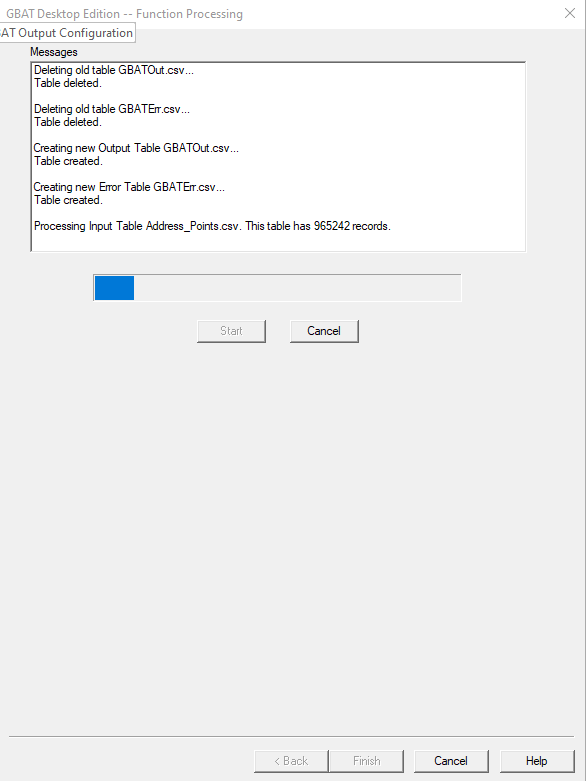 GBAT Desktop Edition -- Function Processing
AT Output Configuration
Messages
Deleting old table GBATOut.csv...
Table deleted.
Deleting old table GBATErr.csv...
Table deleted.
Creating new Output Table GBATOut.csv...
Table created.
Creating new Error Table GBATErr.csv...
Table created.
Processing Input Table Address_Points.csv. This table has 965242 records.
Start Cancel
< Back Finish Cancel Help